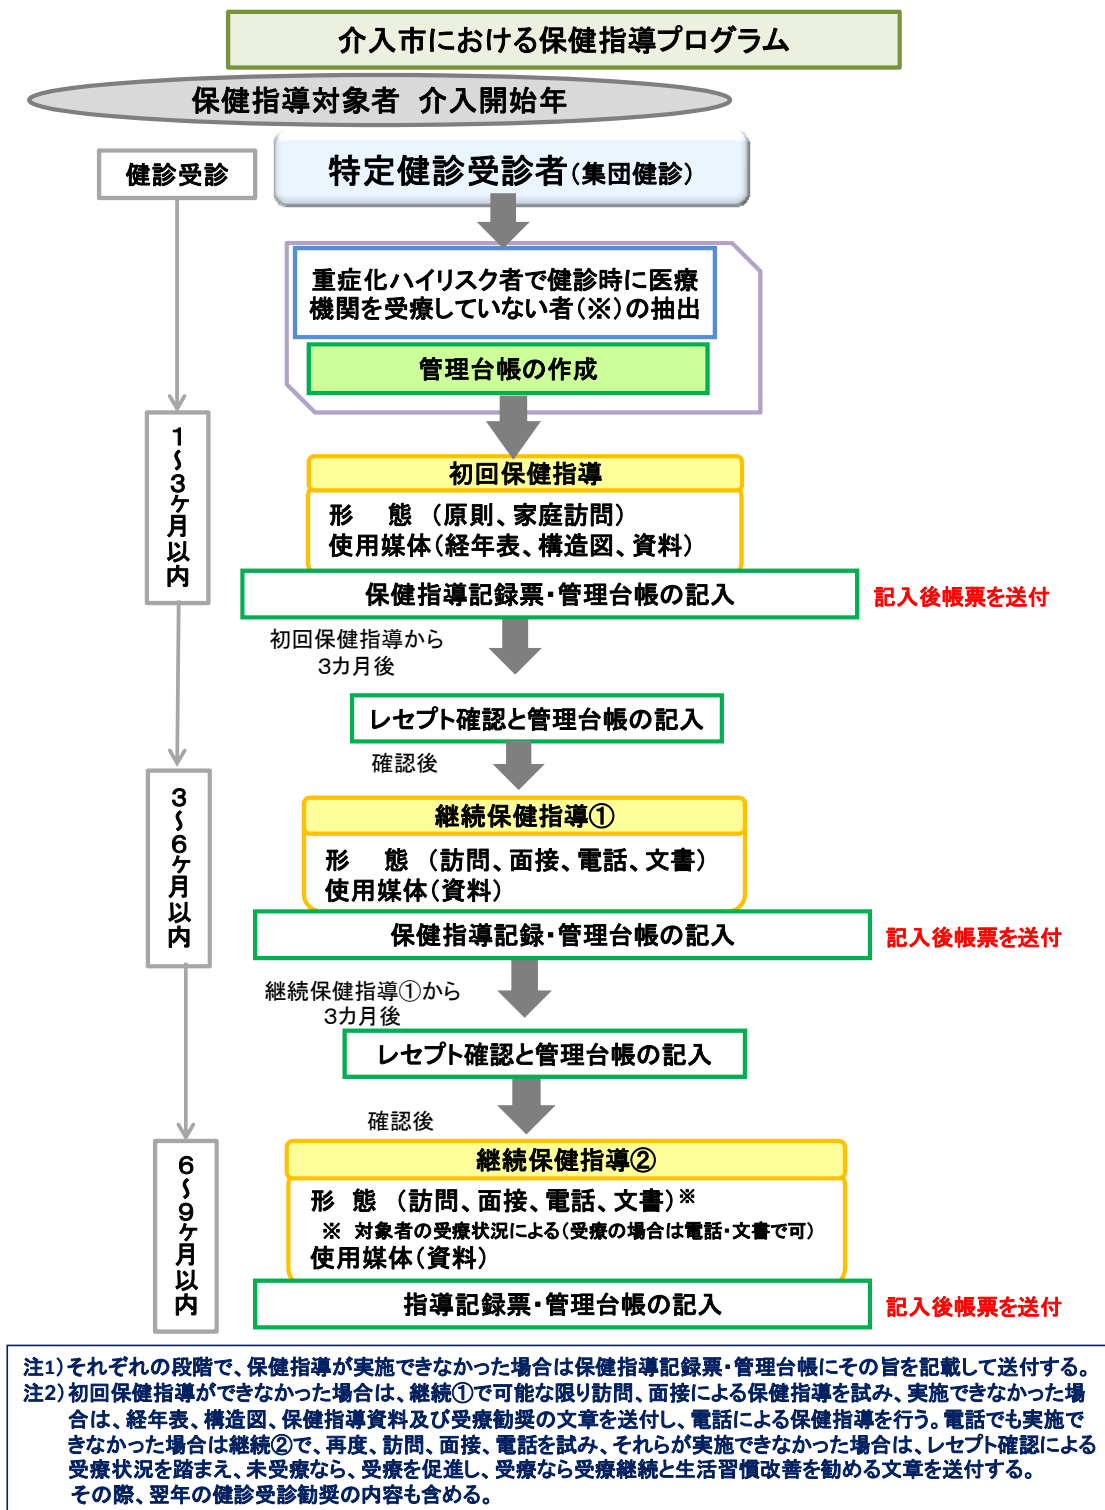 介入市における保健指導プログラム
保健指導対象者 介入開始年
健診受診
特定健診受診者(集団健診)
重症化ハイリスク者で健診時に医療
機関を受療していない者(※)の抽出
管理台帳の作成
1~3ヶ月以内
初回保健指導
形 態 (原則、家庭訪問)
使用媒体(経年表、構造図、資料)
保健指導記録票・管理台帳の記入
記入後帳票を送付
初回保健指導から
3カ月後
レセプト確認と管理台帳の記入
確認後
3~6ヶ月以内
継続保健指導①
形 態 (訪問、面接、電話、文書)
使用媒体(資料)
保健指導記録・管理台帳の記入
記入後帳票を送付
継続保健指導①から
3カ月後
レセプト確認と管理台帳の記入
確認後
6~9ヶ月以内
継続保健指導②
形 態 (訪問、面接、電話、文書)※
※ 対象者の受療状況による(受療の場合は電話・文書で可)
使用媒体(資料)
指導記録票・管理台帳の記入
記入後帳票を送付
注1)それぞれの段階で、保健指導が実施できなかった場合は保健指導記録票・管理台帳にその旨を記載して送付する。
注2)初回保健指導ができなかった場合は、継続①で可能な限り訪問、面接による保健指導を試み、実施できなかった場
合は、経年表、構造図、保健指導資料及び受療勧奨の文章を送付し、電話による保健指導を行う。電話でも実施で
きなかった場合は継続②で、再度、訪問、面接、電話を試み、それらが実施できなかった場合は、レセプト確認による
受療状況を踏まえ、未受療なら、受療を促進し、受療なら受療継続と生活習慣改善を勧める文章を送付する。
その際、翌年の健診受診勧奨の内容も含める。